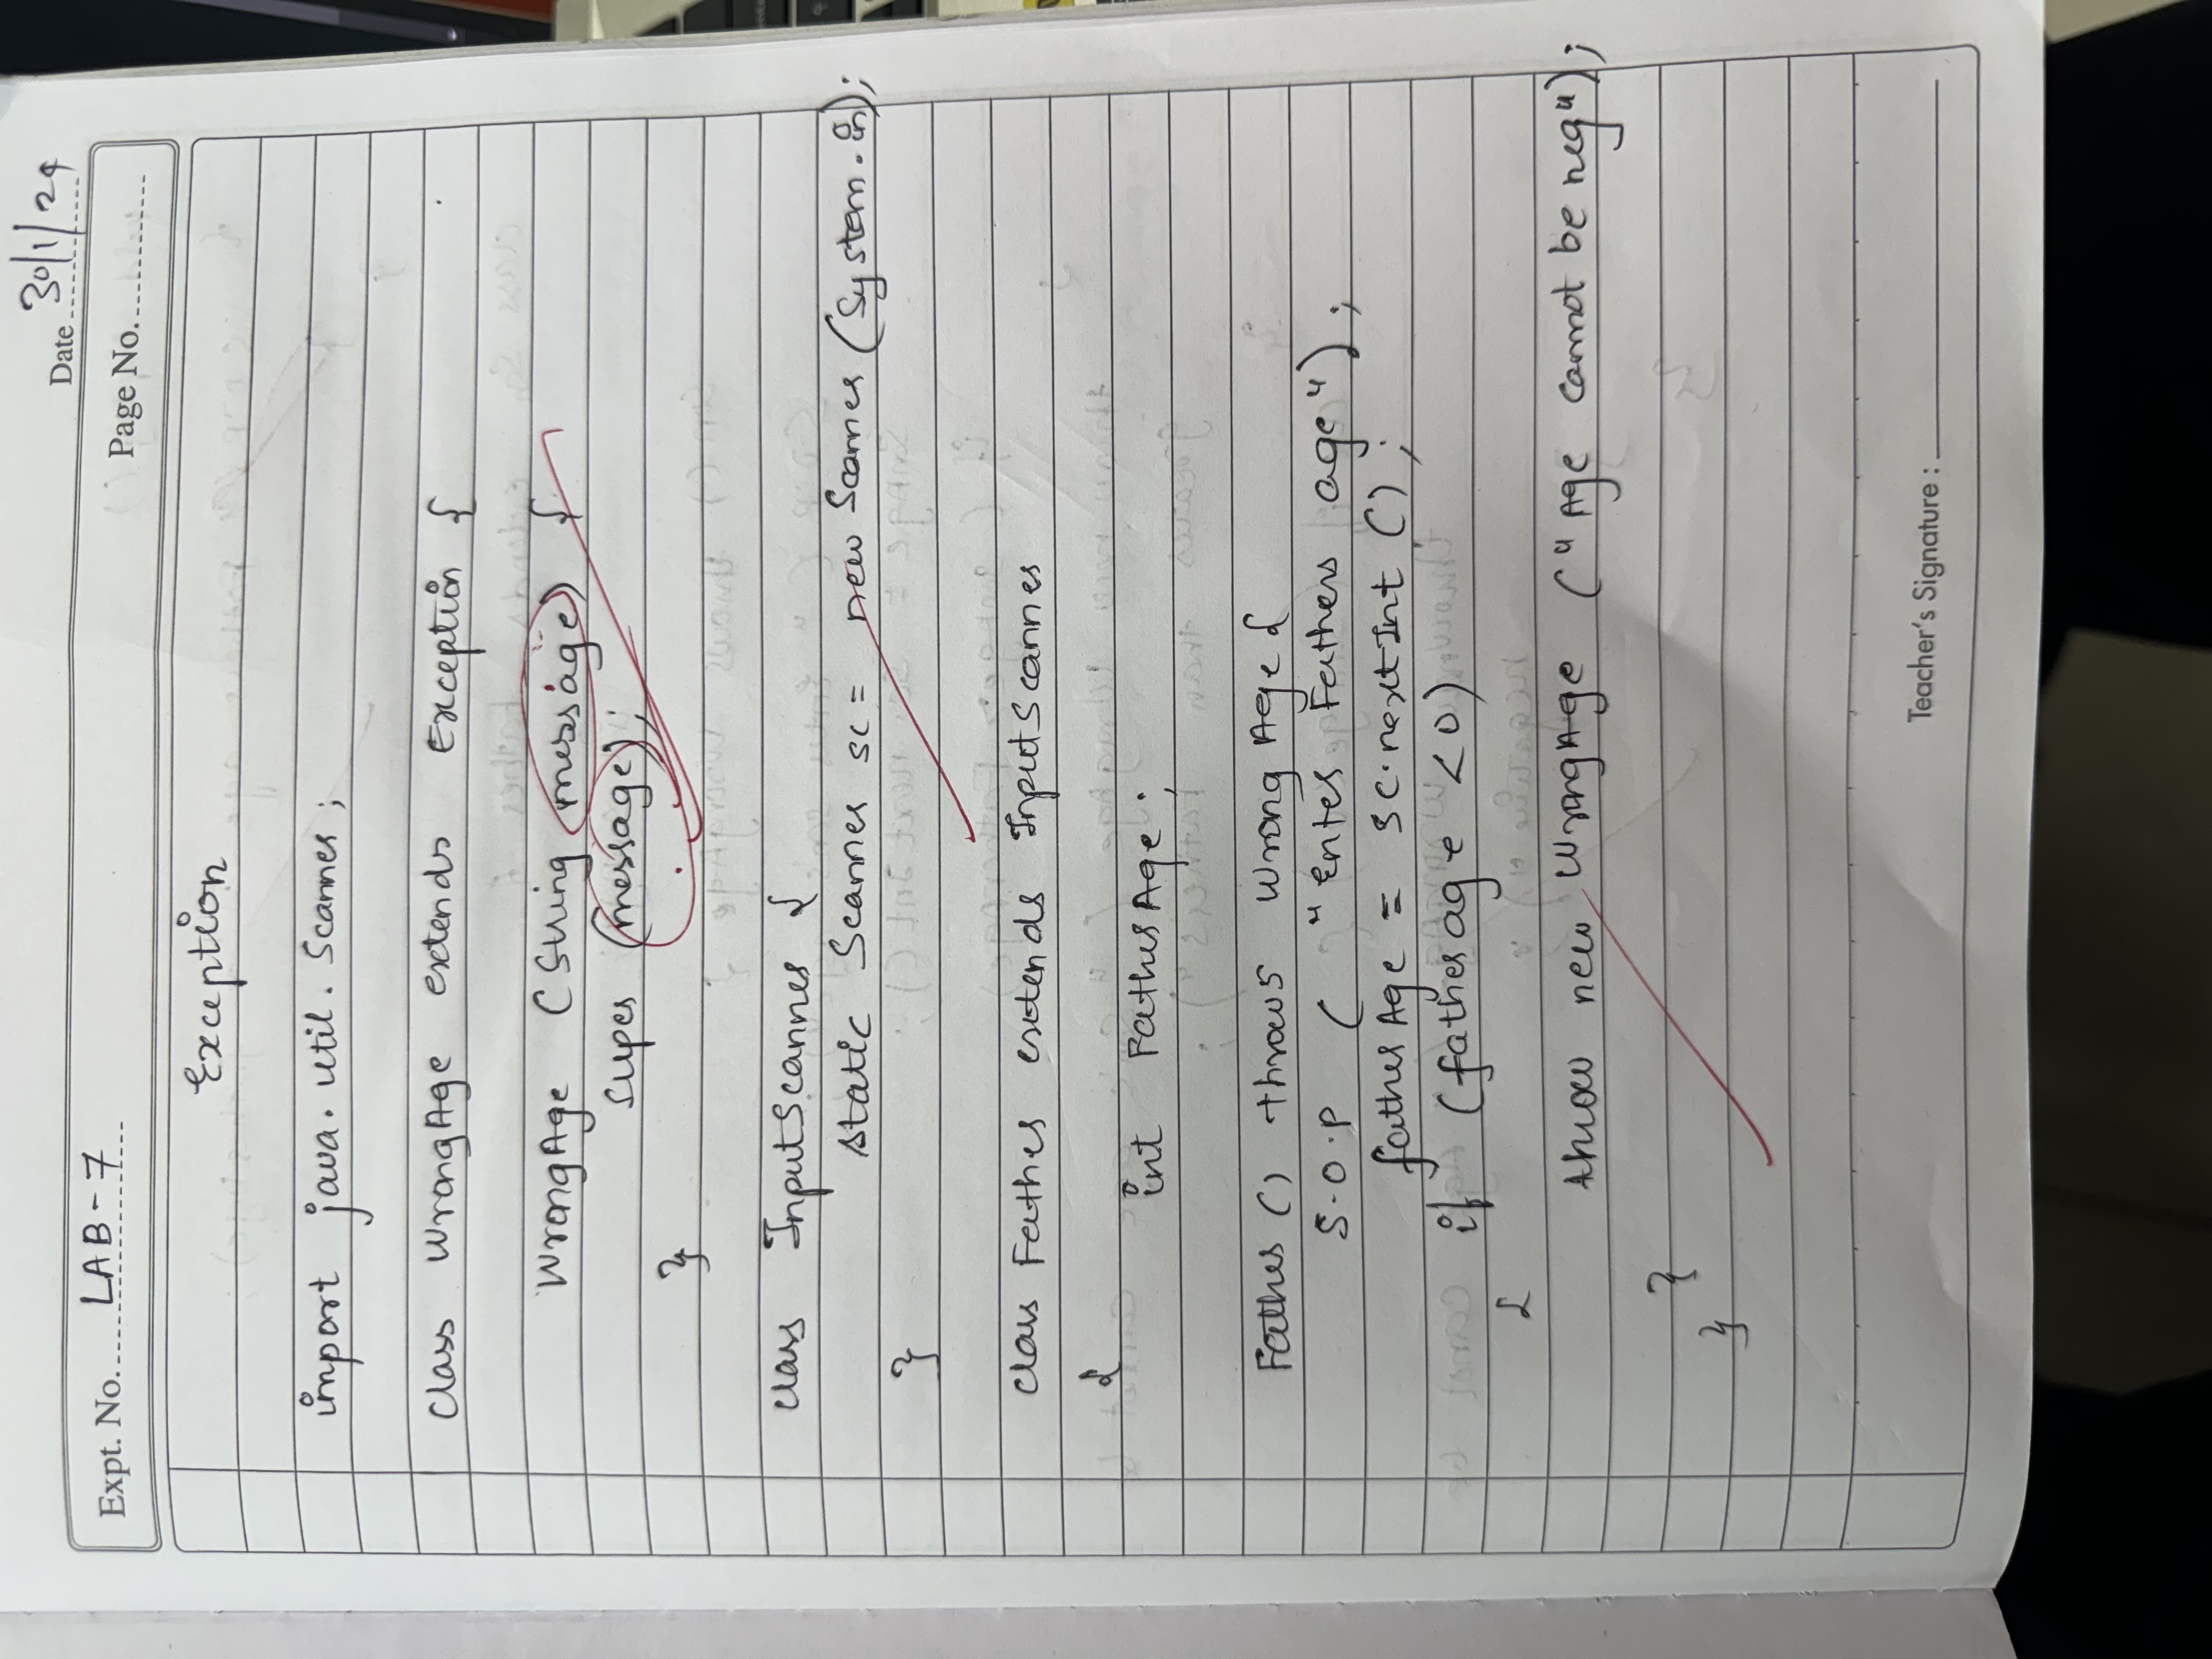 Date 30/1/24
Expt. No. LAB-7
Page No.
Exception
import java.util.Scanner;
class WrongAge extends Exception {
WrongAge (String message) {
super (message);
}
class InputScanner {
static Scanner sc = new Scanner (System.in);
}
class Father extends InputScanner
{
int FatherAge;
Father () throws WrongAge {
S.O.P ( "Enter Fathers age" );
fatherAge = sc.nextInt ();
if (fatherage <0)
{
throw new WrongAge ("Age cannot be neg");
}
}
Teacher's Signature :